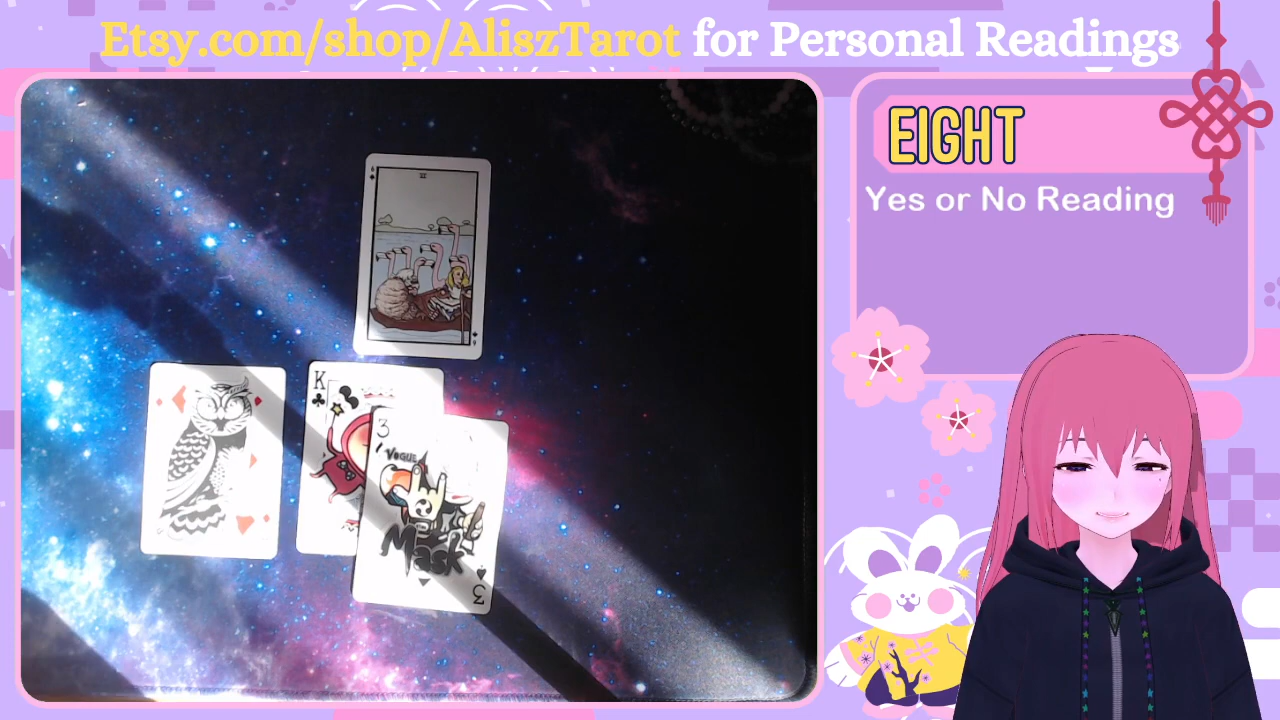 Etsy.com/shop/AliszTarot for Personal Readings
EIGHT
Yes or No Reading
K
3
VOGUE
Mask
3